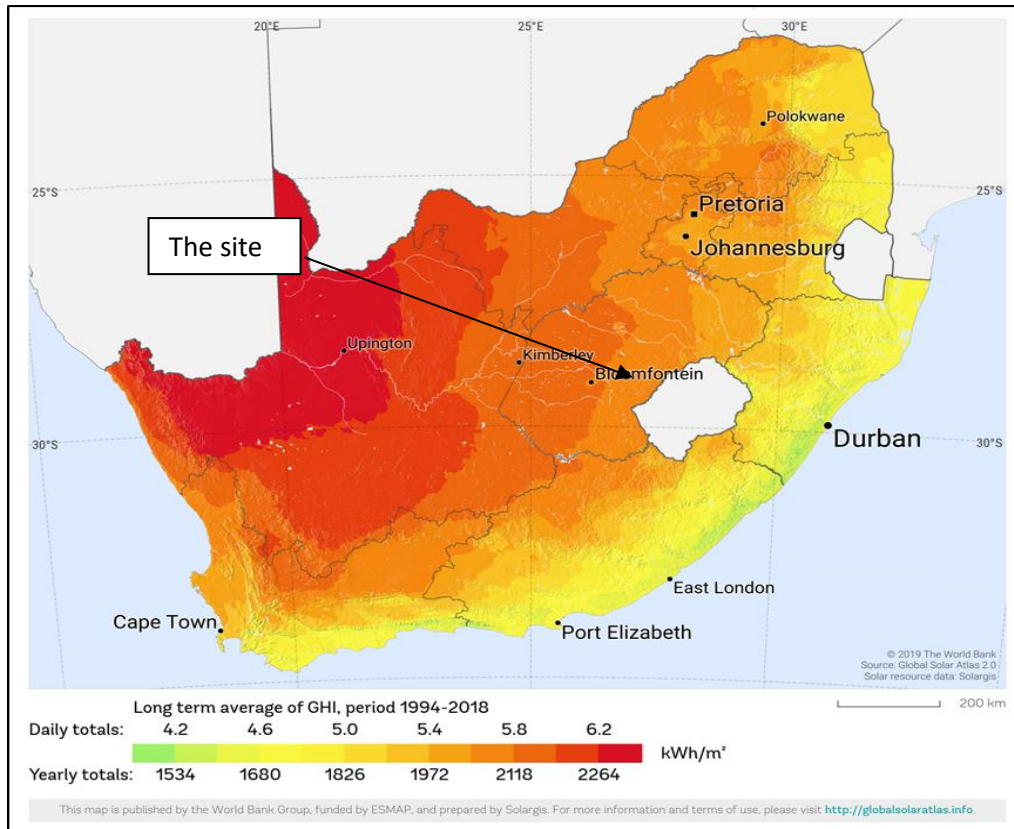 20°E
25°E
30°E
Polokwane
25°S
25°S
Pretoria
The site
Johannesburg
Upington
Kimberley
Bloemfontein
30°S
Durban
30°S
East London
Cape Town
Port Elizabeth
© 2019 The World Bank
Source: Global Solar Atlas 2.0
Solar resource data: Solargis
Long term average of GHI, period 1994-2018
200 km
Daily totals: 4.2 4.6 5.0 5.4 5.8 6.2
kWh/m²
Yearly totals: 1534 1680 1826 1972 2118 2264
This map is published by the World Bank Group, funded by ESMAP, and prepared by Solargis. For more information and terms of use, please visit http://globalsolaratlas.info.